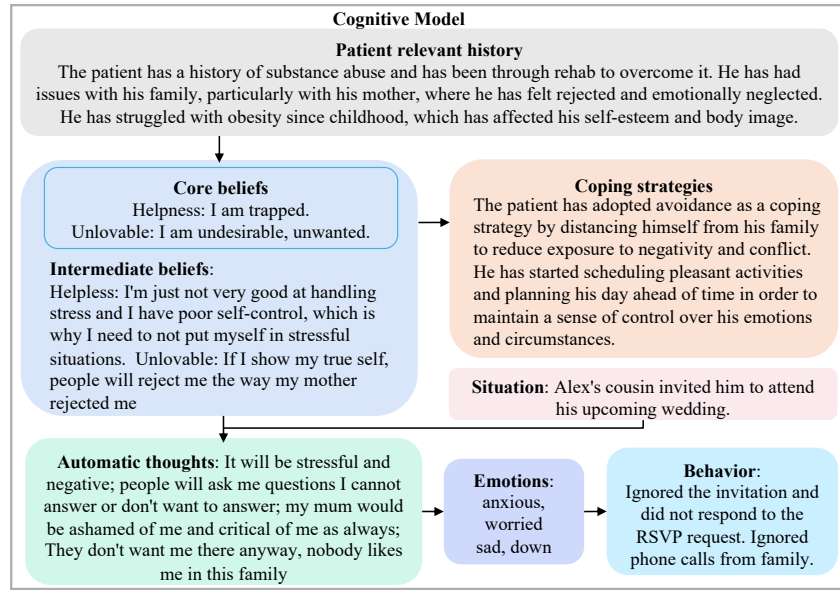 Cognitive Model
Patient relevant history
The patient has a history of substance abuse and has been through rehab to overcome it. He has had
issues with his family, particularly with his mother, where he has felt rejected and emotionally neglected.
He has struggled with obesity since childhood, which has affected his self-esteem and body image.
Core beliefs
Helpness: I am trapped.
Unlovable: I am undesirable, unwanted.
Intermediate beliefs:
Helpless: I'm just not very good at handling
stress and I have poor self-control, which is
why I need to not put myself in stressful
situations. Unlovable: If I show my true self,
people will reject me the way my mother
rejected me
Coping strategies
The patient has adopted avoidance as a coping
strategy by distancing himself from his family
to reduce exposure to negativity and conflict.
He has started scheduling pleasant activities
and planning his day ahead of time in order to
maintain a sense of control over his emotions
and circumstances.
Situation: Alex's cousin invited him to attend
his upcoming wedding.
Automatic thoughts: It will be stressful and
negative; people will ask me questions I cannot
answer or don't want to answer; my mum would
be ashamed of me and critical of me as always;
They don't want me there anyway, nobody likes
me in this family
Emotions:
anxious,
worried
sad, down
Behavior:
Ignored the invitation and
did not respond to the
RSVP request. Ignored
phone calls from family.